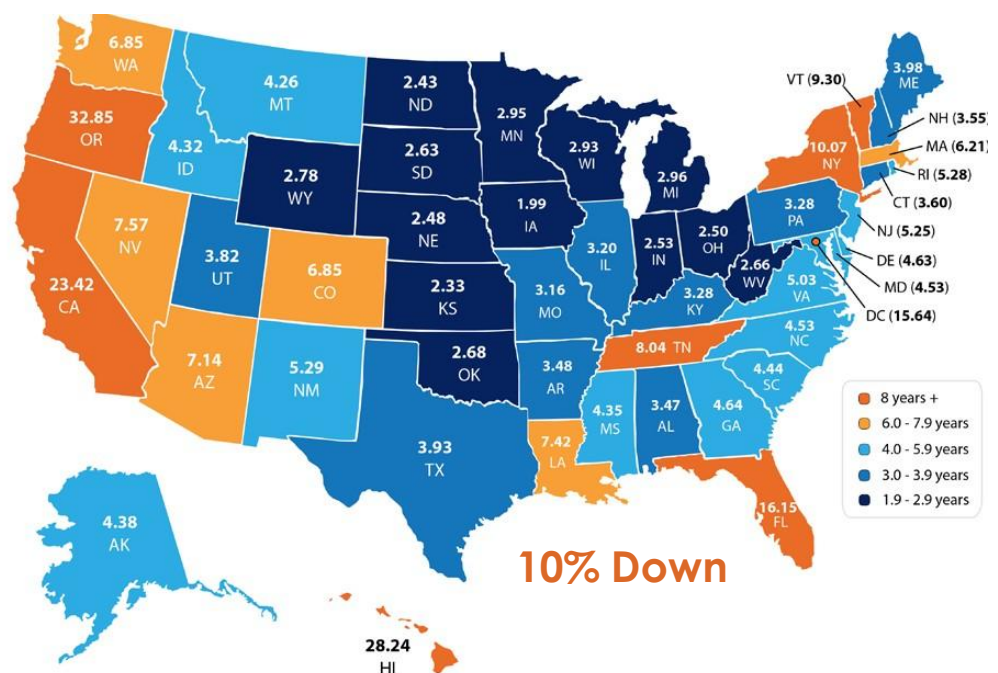 6.85
WA
32.85
OR
23.42
CA
7.57
NV
4.32
ID
4.26
MT
2.78
WY
3.82
UT
6.85
CO
7.14
AZ
5.29
NM
2.43
ND
2.63
SD
2.48
NE
2.33
KS
2.68
OK
3.93
TX
2.95
MN
1.99
IA
3.16
MO
3.48
AR
7.42
LA
2.93
WI
3.20
IL
2.96
MI
2.53
IN
2.50
OH
3.28
KY
8.04 TN
4.35
MS
3.47
AL
4.64
GA
16.15
FL
4.44
SC
4.53
NC
5.03
VA
2.66
WV
3.28
PA
10.07
NY
3.98
ME
VT (9.30)
NH (3.55)
MA (6.21)
RI (5.28)
CT (3.60)
NJ (5.25)
DE (4.63)
MD (4.53)
DC (15.64)
8 years +
6.0 - 7.9 years
4.0 - 5.9 years
3.0 - 3.9 years
1.9 - 2.9 years
4.38
AK
28.24
HI
10% Down